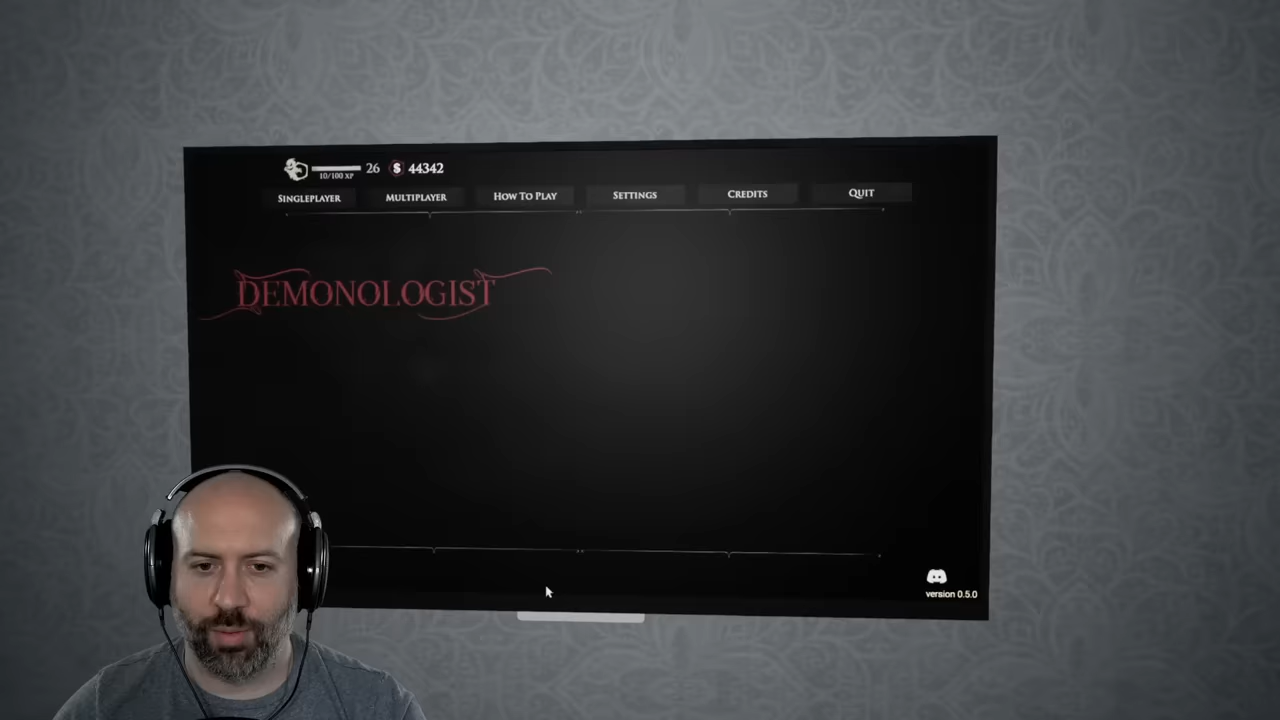 26 $ 44342
10/100 XP
SINGLEPLAYER MULTIPLAYER HOW TO PLAY SETTINGS CREDITS QUIT
DEMONOLOGIST
version 0.5.0